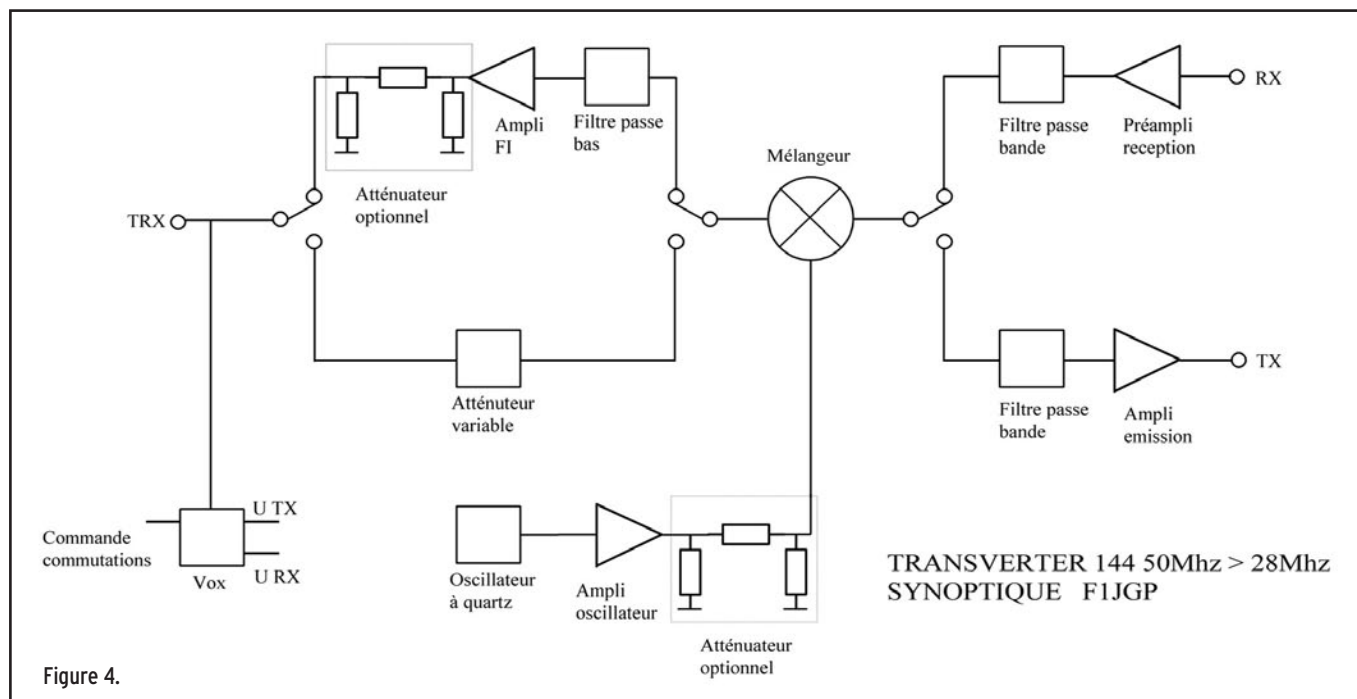 Ampli
FI
Filtre passe
bas
Atténuateur
optionnel
TRX
Mélangeur
Filtre passe
bande
Préampli
reception
RX
Atténuteur
variable
Filtre passe
bande
Ampli
emission
TX
Commande
commutations
U TX
U RX
Vox
Oscillateur
à quartz
Ampli
oscillateur
Atténuateur
optionnel
TRANSVERTER 144 50Mhz > 28Mhz
SYNOPTIQUE F1JGP
Figure 4.